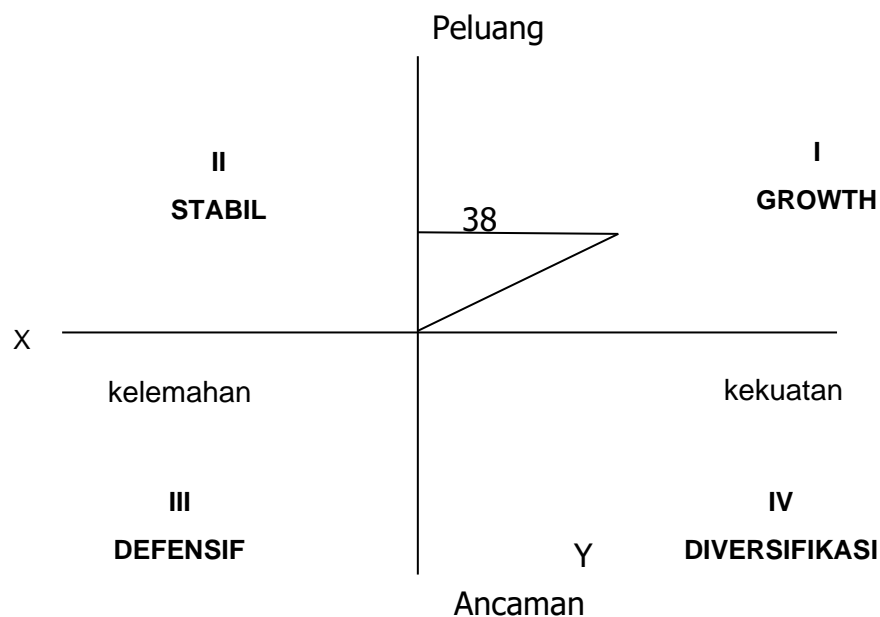 Peluang
II
STABIL
I
GROWTH
38
X
kelemahan
kekuatan
III
DEFENSIF
IV
DIVERSIFIKASI
Y
Ancaman